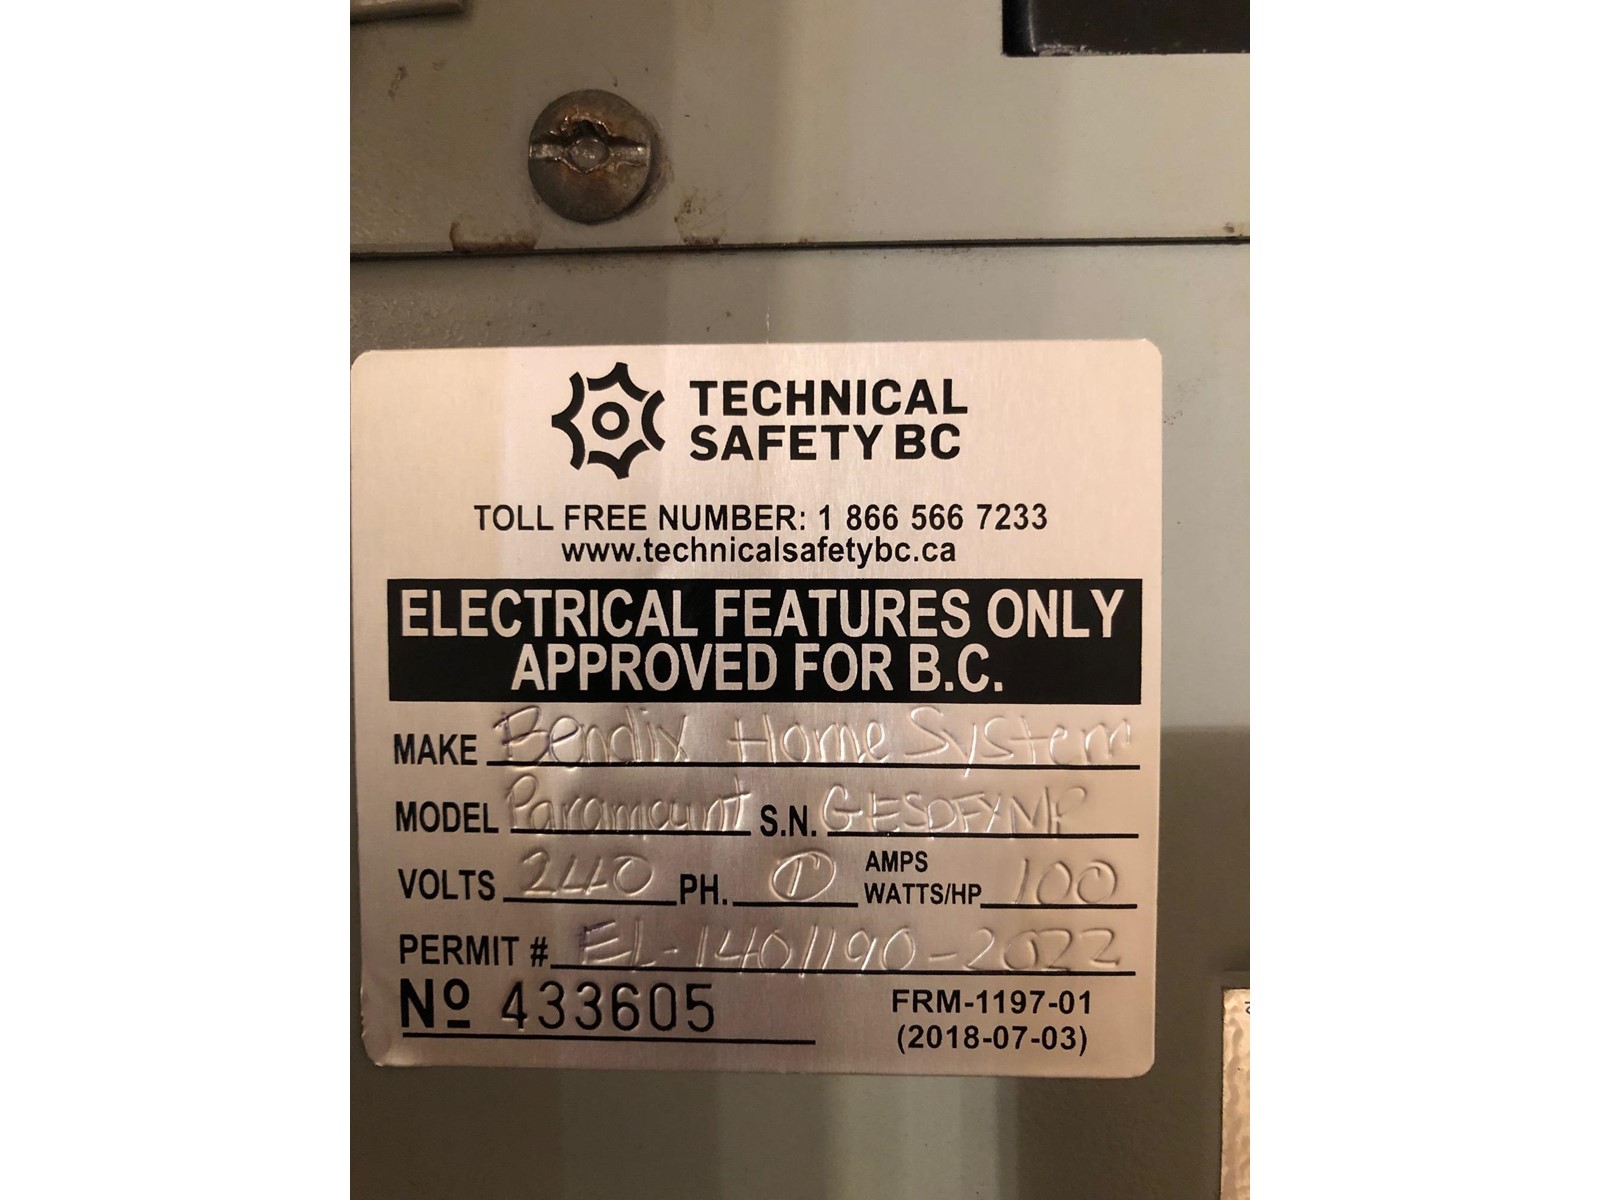 TECHNICAL
SAFETY BC
TOLL FREE NUMBER: 1 866 566 7233
www.technicalsafetybc.ca
ELECTRICAL FEATURES ONLY
APPROVED FOR B.C.
MAKE Bendix Home System
MODEL Paramount S.N. GESDFYMP
VOLTS 240 PH. 1 AMPS WATTS/HP 100
PERMIT # EL-1401190-2022
Nº 433605 FRM-1197-01
(2018-07-03)